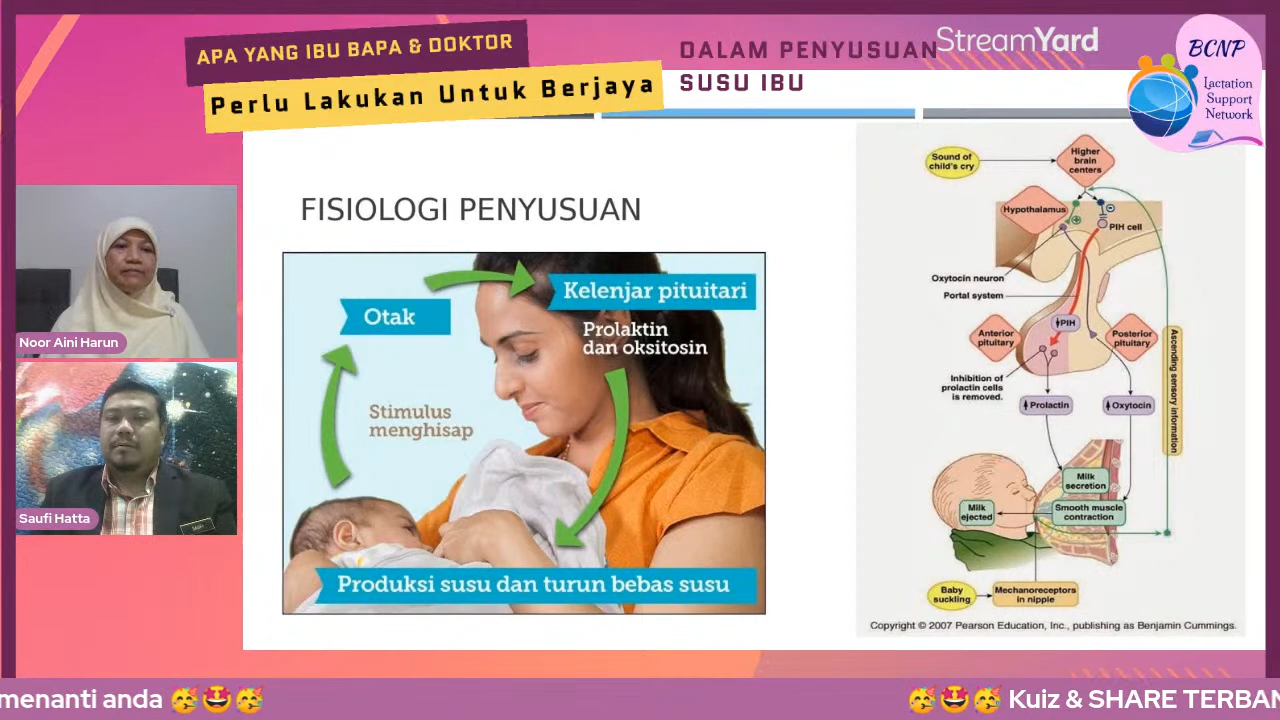 APA YANG IBU BAPA & DOKTOR
Perlu Lakukan Untuk Berjaya
DALAM PENYUSUAN
SUSU IBU
StreamYard
BCNP
Lactation
Support
Network
Noor Aini Harun
Saufi Hatta
FISIOLOGI PENYUSUAN
Otak
Kelenjar pituitari
Prolaktin
dan oksitosin
Stimulus
menghisap
Produksi susu dan turun bebas susu
Sound of
child's cry
Higher
brain
centers
Hypothalamus
PIH cell
Oxytocin neuron
Portal system
PIH
Anterior
pituitary
Posterior
pituitary
Inhibition of
prolactin cells
is removed.
Prolactin
Oxytocin
Ascending sensory information
Milk
secretion
Milk
ejected
Smooth muscle
contraction
Baby
suckling
Mechanoreceptors
in nipple
Copyright © 2007 Pearson Education, Inc., publishing as Benjamin Cummings.
menanti anda 🥳🤩🥳
🥳🤩🥳 Kuiz & SHARE TERBAN